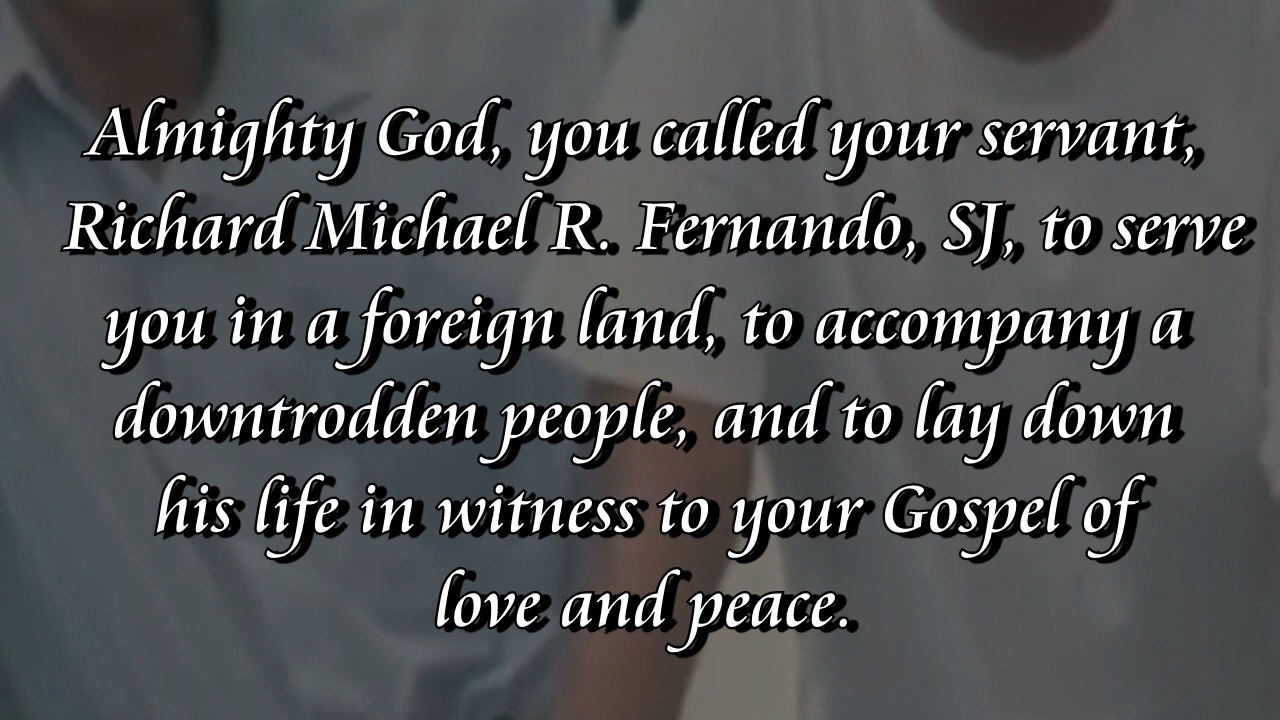 Almighty God, you called your servant,
Richard Michael R. Fernando, SJ, to serve
you in a foreign land, to accompany a
downtrodden people, and to lay down
his life in witness to your Gospel of
love and peace.